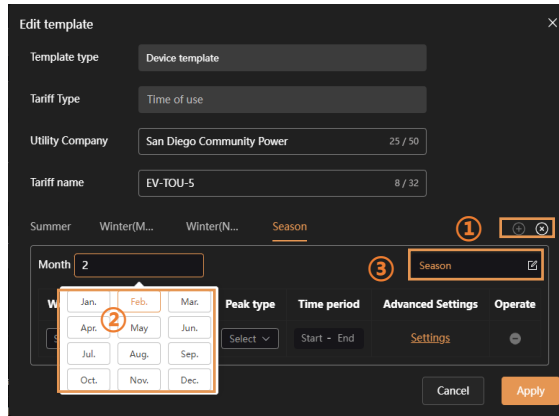 Edit template
Template type Device template
Tariff Type Time of use
Utility Company San Diego Community Power 25 / 50
Tariff name EV-TOU-5 8 / 32
Summer Winter(M... Winter(N... Season ①
Month 2 ③ Season
W Peak type Time period Advanced Settings Operate
Jan. Feb. Mar.
②
Apr. May Jun.
S Select Start - End Settings
Jul. Aug. Sep.
Oct. Nov. Dec.
Cancel Apply